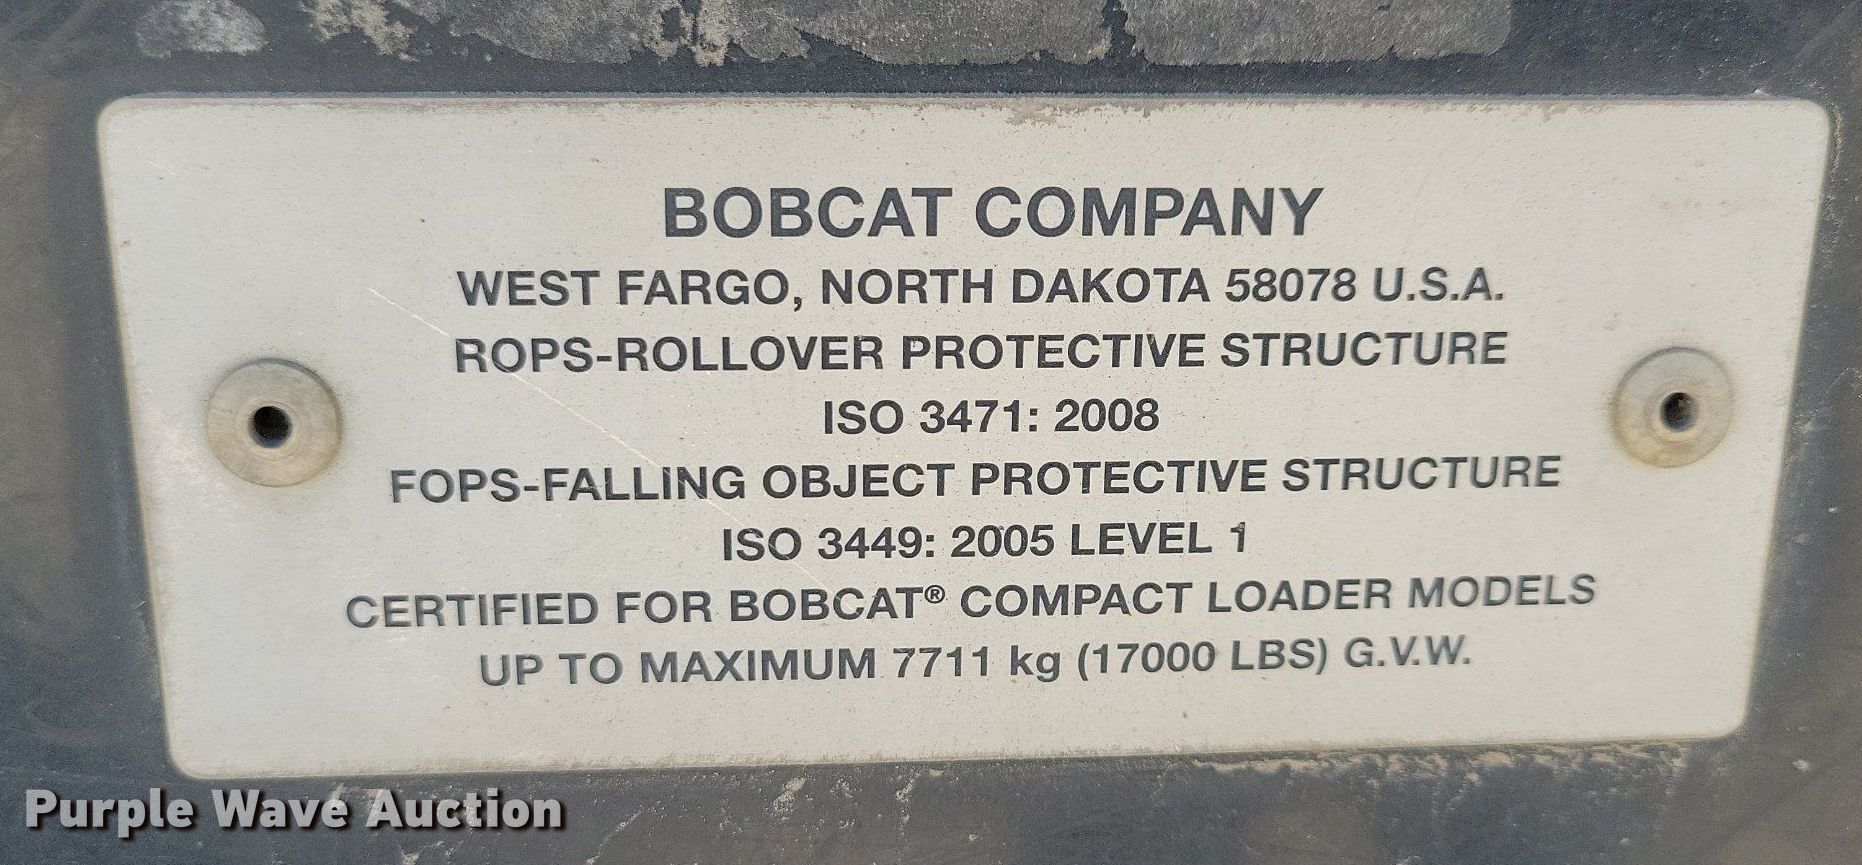 BOBCAT COMPANY
WEST FARGO, NORTH DAKOTA 58078 U.S.A.
ROPS-ROLLOVER PROTECTIVE STRUCTURE
ISO 3471: 2008
FOPS-FALLING OBJECT PROTECTIVE STRUCTURE
ISO 3449: 2005 LEVEL 1
CERTIFIED FOR BOBCAT® COMPACT LOADER MODELS
UP TO MAXIMUM 7711 kg (17000 LBS) G.V.W.
Purple Wave Auction